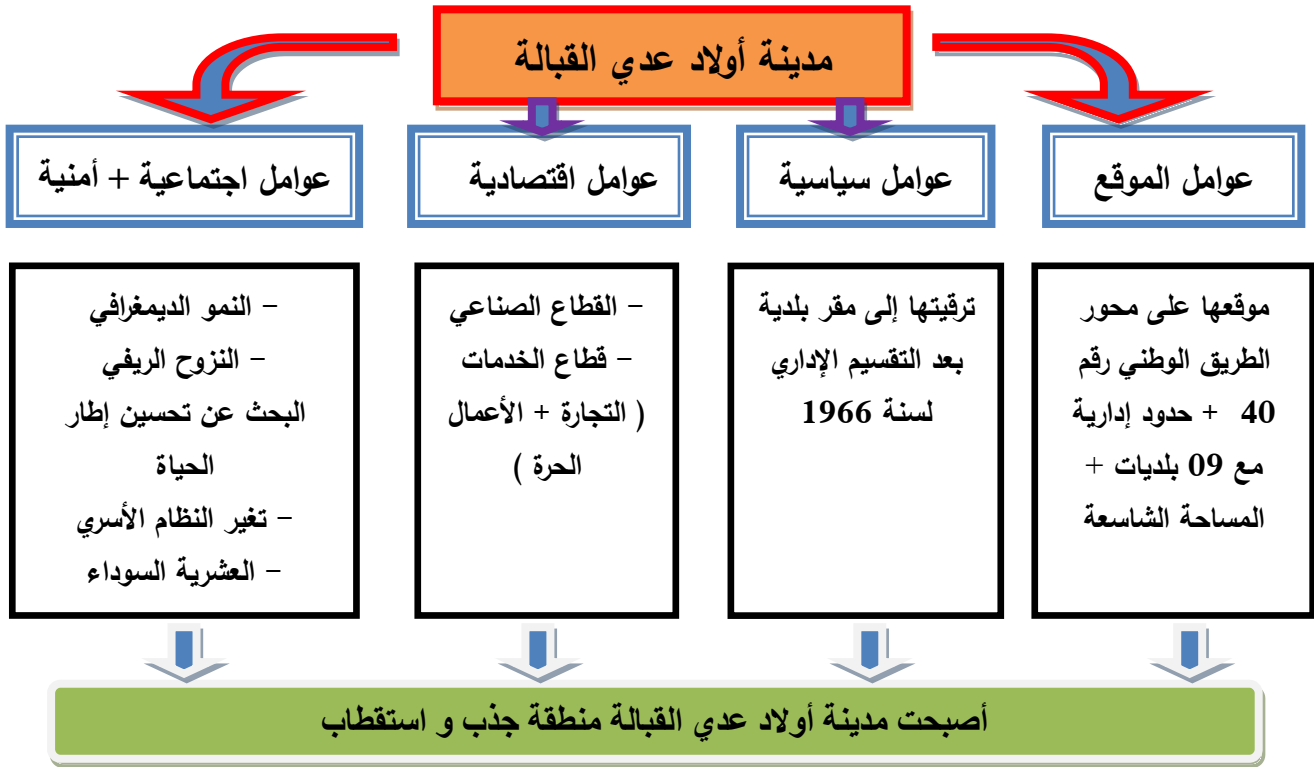 مدينة أولاد عدي القبالة
عوامل الموقع
عوامل سياسية
عوامل اقتصادية
عوامل اجتماعية + أمنية
موقعها على محور
الطريق الوطني رقم
40 + حدود إدارية
مع 09 بلديات +
المساحة الشاسعة
ترقيتها إلى مقر بلدية
بعد التقسيم الإداري
لسنة 1966
- القطاع الصناعي
- قطاع الخدمات
( التجارة + الأعمال
الحرة )
- النمو الديمغرافي
- النزوح الريفي
البحث عن تحسين إطار
الحياة
- تغير النظام الأسري
- العشرية السوداء
أصبحت مدينة أولاد عدي القبالة منطقة جذب و استقطاب